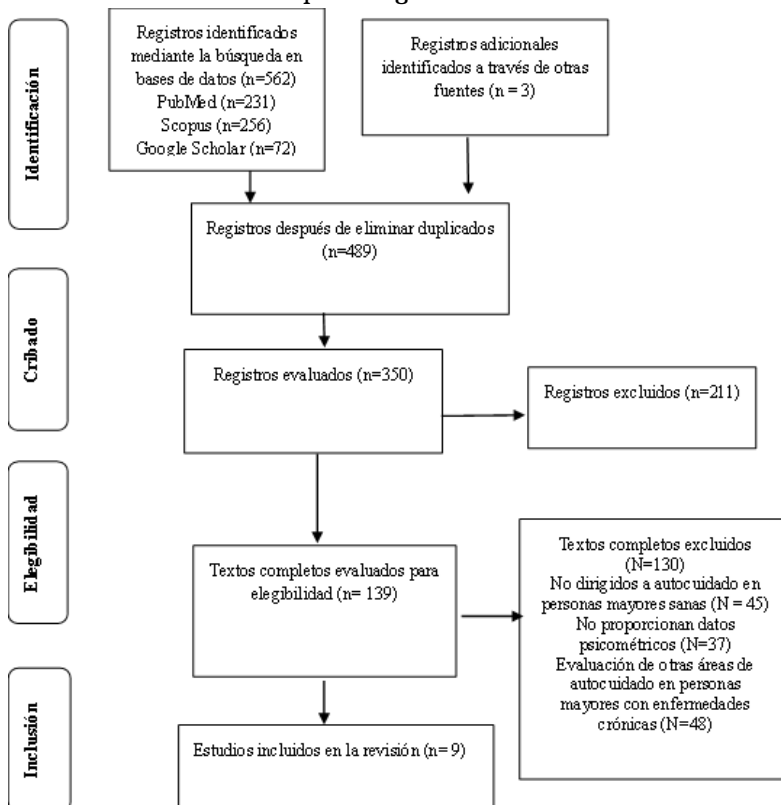 Registros identificados
mediante la búsqueda en
bases de datos (n=562)
PubMed (n=231)
Scopus (n=256)
Google Scholar (n=72)
Registros adicionales
identificados a través de otras
fuentes (n = 3)
Identificación
Registros después de eliminar duplicados
(n=489)
Cribado
Registros evaluados (n=350)
Registros excluidos (n=211)
Elegibilidad
Textos completos evaluados para
elegibilidad (n= 139)
Textos completos excluidos
(N=130)
No dirigidos a autocuidado en
personas mayores sanas (N = 45)
No proporcionan datos
psicométricos (N=37)
Evaluación de otras áreas de
autocuidado en personas
mayores con enfermedades
crónicas (N=48)
Inclusión
Estudios incluidos en la revisión (n= 9)